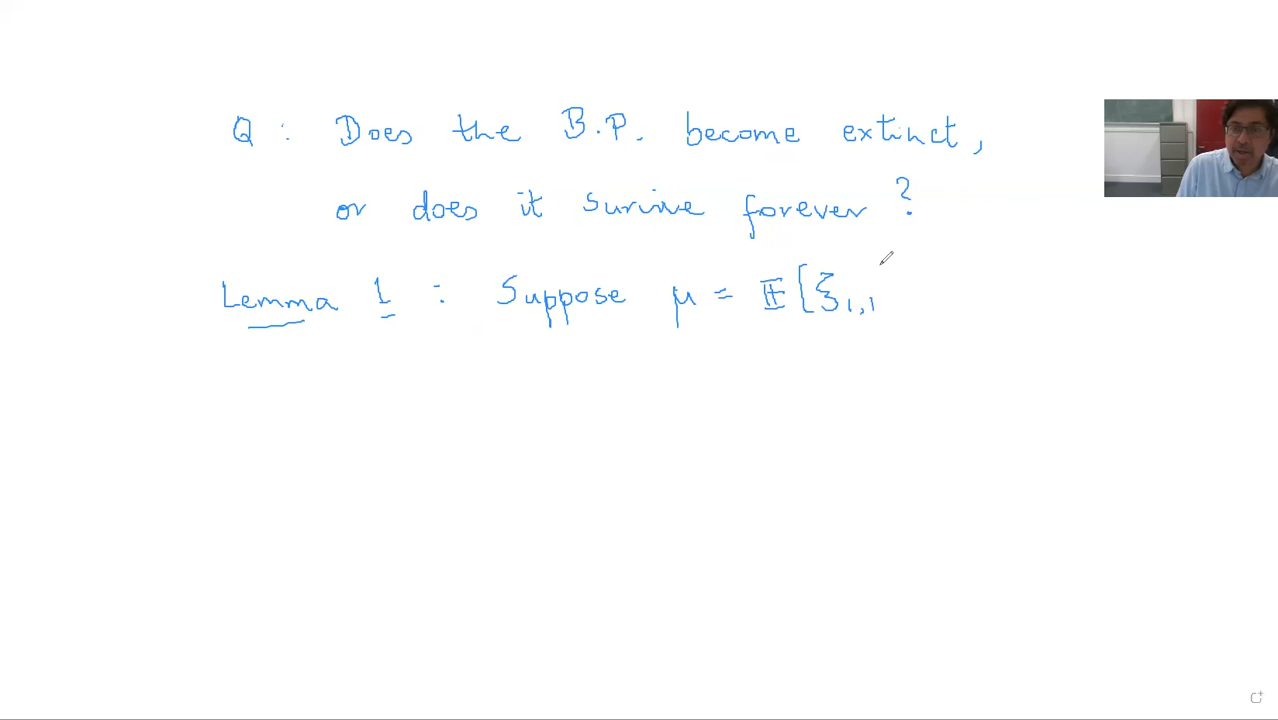 Q: Does the B.P. become extinct,
or does it survive forever?
Lemma 1: Suppose μ = 𝔼[ξ₁,₁